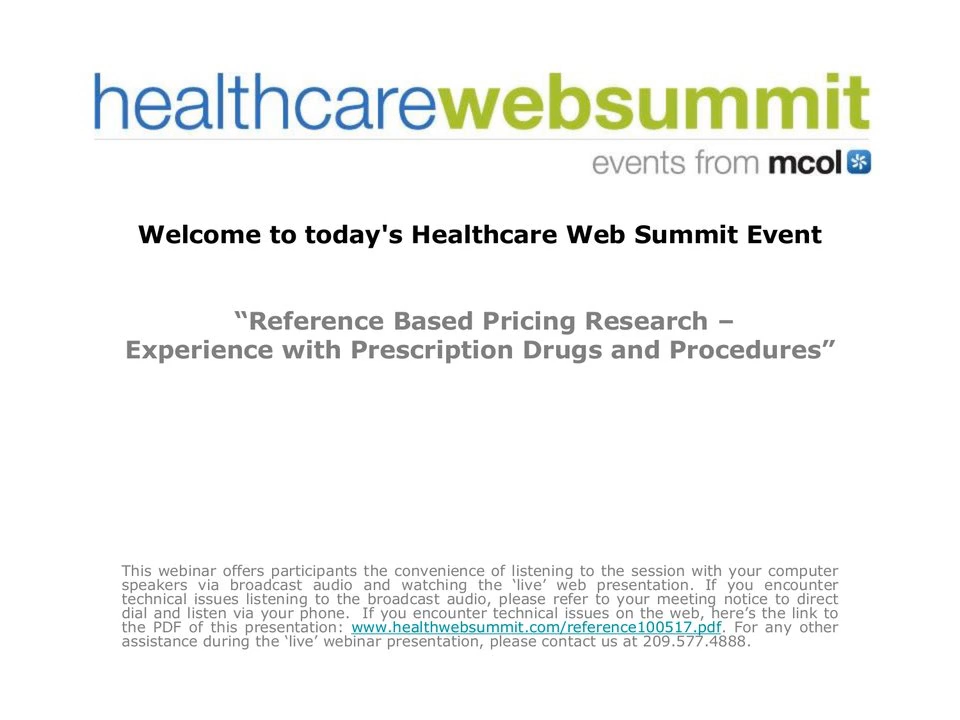 healthcarewebsummit
events from mcol
Welcome to today's Healthcare Web Summit Event
“Reference Based Pricing Research –
Experience with Prescription Drugs and Procedures”
This webinar offers participants the convenience of listening to the session with your computer
speakers via broadcast audio and watching the ‘live’ web presentation. If you encounter
technical issues listening to the broadcast audio, please refer to your meeting notice to direct
dial and listen via your phone. If you encounter technical issues on the web, here’s the link to
the PDF of this presentation: www.healthwebsummit.com/reference100517.pdf. For any other
assistance during the ‘live’ webinar presentation, please contact us at 209.577.4888.